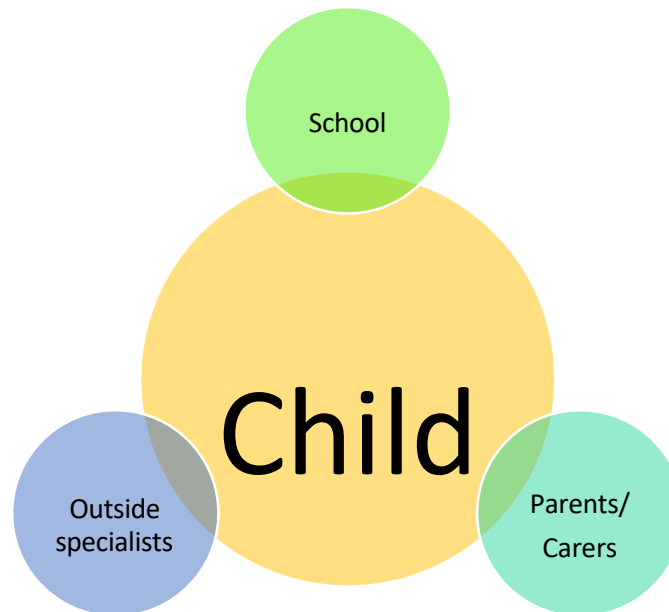 School
Child
Outside
specialists
Parents/
Carers